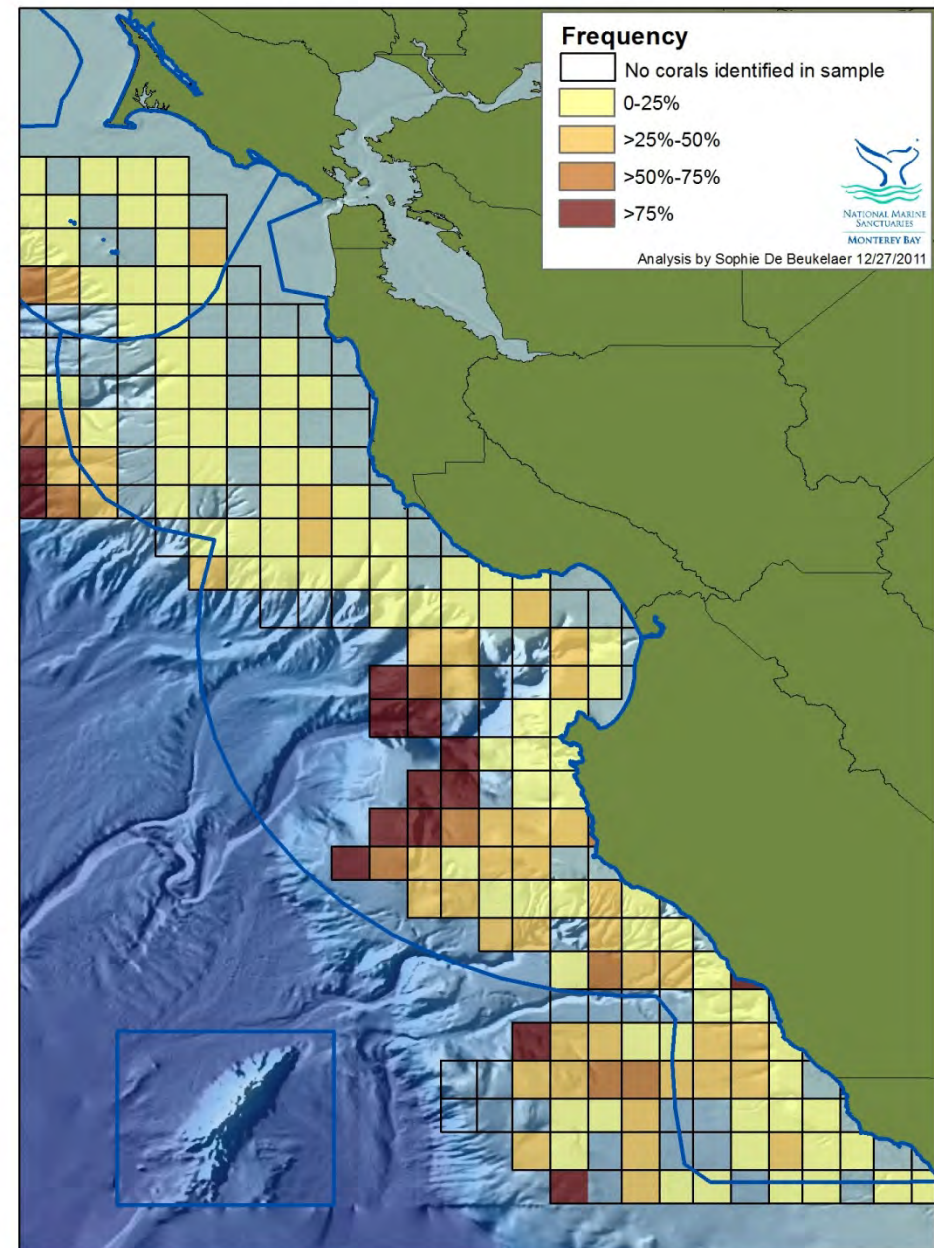 Frequency
No corals identified in sample
0-25%
>25%-50%
>50%-75%
>75%
NATIONAL MARINE
SANCTUARIES
MONTEREY BAY
Analysis by Sophie De Beukelaer 12/27/2011